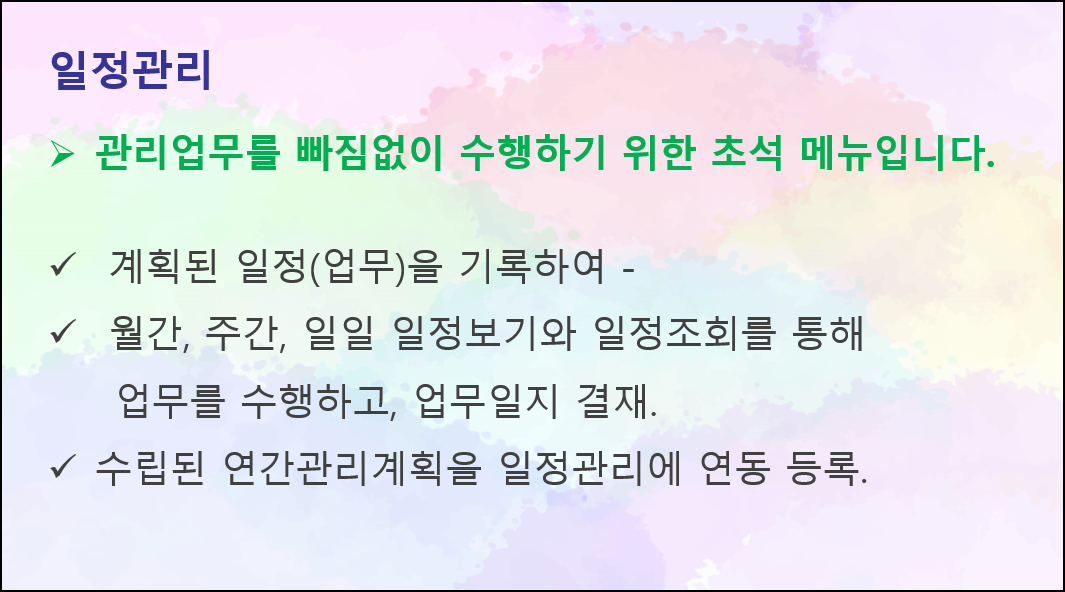 일정관리
➢ 관리업무를 빠짐없이 수행하기 위한 초석 메뉴입니다.
✓ 계획된 일정(업무)을 기록하여 -
✓ 월간, 주간, 일일 일정보기와 일정조회를 통해
업무를 수행하고, 업무일지 결재.
✓ 수립된 연간관리계획을 일정관리에 연동 등록.